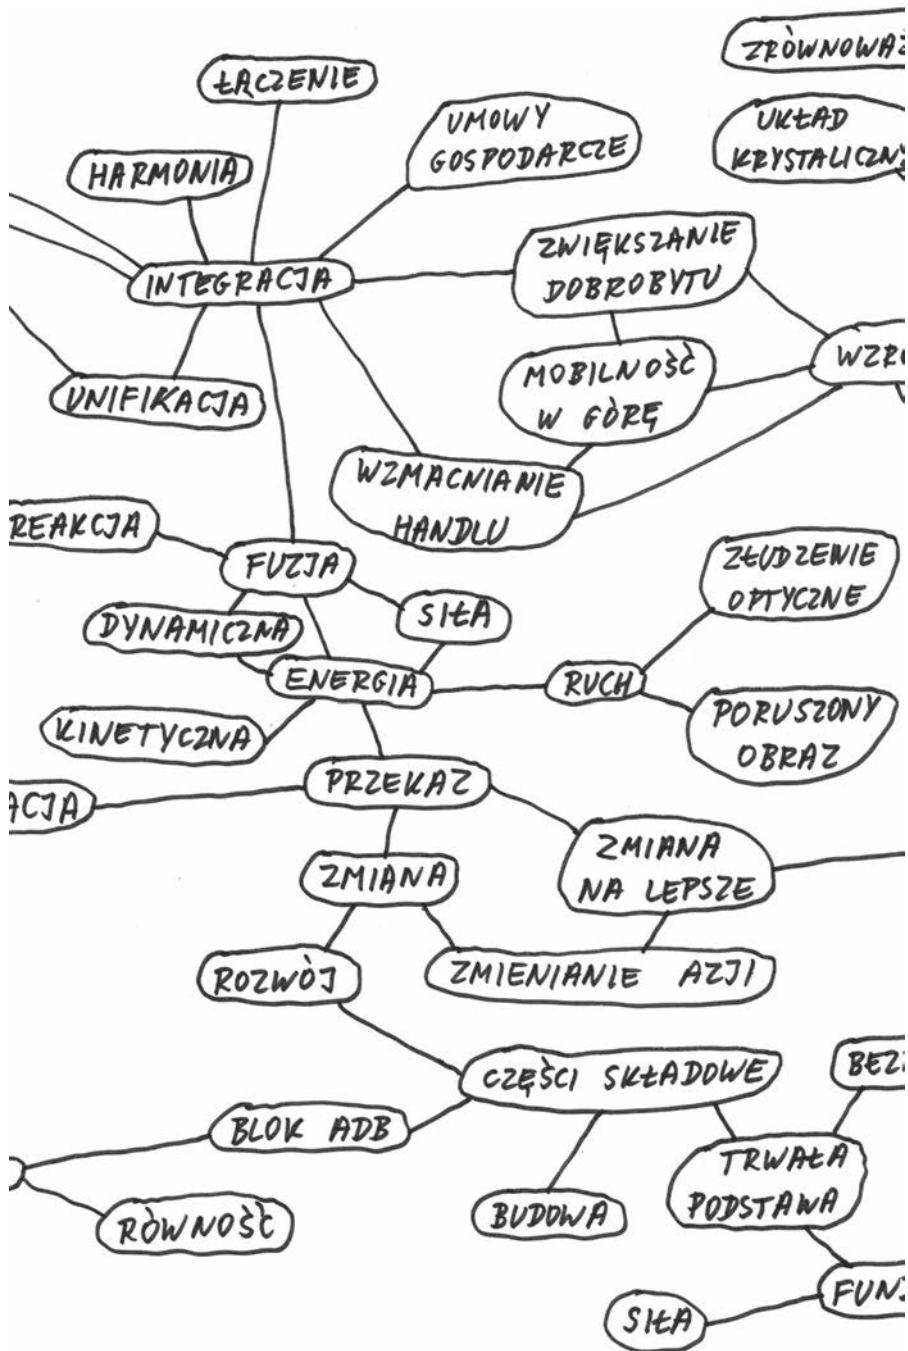 ZRÓWNOWAŻ
ŁĄCZENIE
UMOWY
GOSPODARCZE
UKŁAD
KRYSTALICZNY
HARMONIA
ZWIĘKSZANIE
DOBROBYTU
INTEGRACJA
WZRO
MOBILNOŚĆ
W GÓRĘ
UNIFIKACJA
WZMACNIANIE
HANDLU
REAKCJA
FUZJA
ZŁUDZENIE
OPTYCZNE
SIŁA
DYNAMICZNA
ENERGIA
RUCH
KINETYCZNA
PORUSZONY
OBRAZ
PRZEKAZ
ACJA
ZMIANA
NA LEPSZE
ZMIANA
ROZWÓJ
ZMIENIANIE AZJI
CZĘŚCI SKŁADOWE
BLOK ADB
TRWAŁA
PODSTAWA
RÓWNOŚĆ
BUDOWA
SIŁA